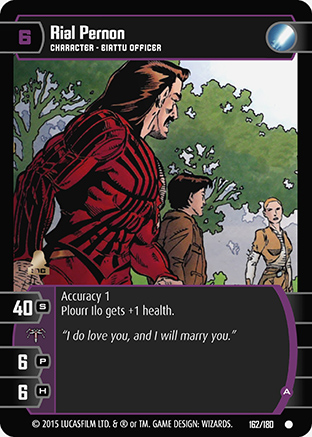 6 Rial Pernon
CHARACTER - EIATTU OFFICER
40 S
Accuracy 1
Plourr Ilo gets +1 health.
“I do love you, and I will marry you.”
6 P
6 H
A
© 2015 LUCASFILM LTD. & ® or TM. GAME DESIGN: WIZARDS. 162/180